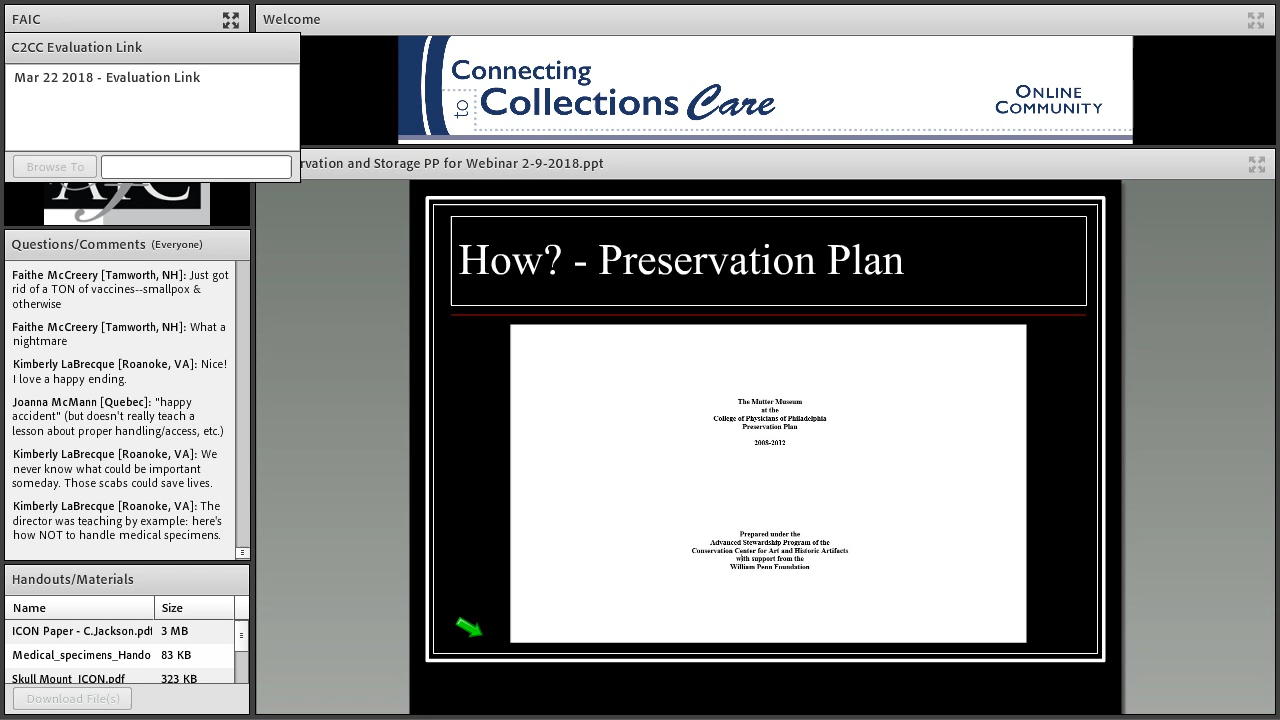 FAIC
Welcome
C2CC Evaluation Link
Mar 22 2018 - Evaluation Link
Browse To
Connecting
to Collections Care
ONLINE
COMMUNITY
rvation and Storage PP for Webinar 2-9-2018.ppt
Questions/Comments (Everyone)
Faithe McCreery [Tamworth, NH]: Just got
rid of a TON of vaccines--smallpox &
otherwise
Faithe McCreery [Tamworth, NH]: What a
nightmare
Kimberly LaBrecque [Roanoke, VA]: Nice!
I love a happy ending.
Joanna McMann [Quebec]: "happy
accident" (but doesn't really teach a
lesson about proper handling/access, etc.)
Kimberly LaBrecque [Roanoke, VA]: We
never know what could be important
someday. Those scabs could save lives.
Kimberly LaBrecque [Roanoke, VA]: The
director was teaching by example: here's
how NOT to handle medical specimens.
Handouts/Materials
Name Size
ICON Paper - C.Jackson.pdf 3 MB
Medical_specimens_Hando 83 KB
Skull Mount_ICON.pdf 323 KB
Download File(s)
How? - Preservation Plan
The Mutter Museum
at the
College of Physicians of Philadelphia
Preservation Plan
2008-2012
Prepared under the
Advanced Stewardship Program of the
Conservation Center for Art and Historic Artifacts
with support from the
William Penn Foundation